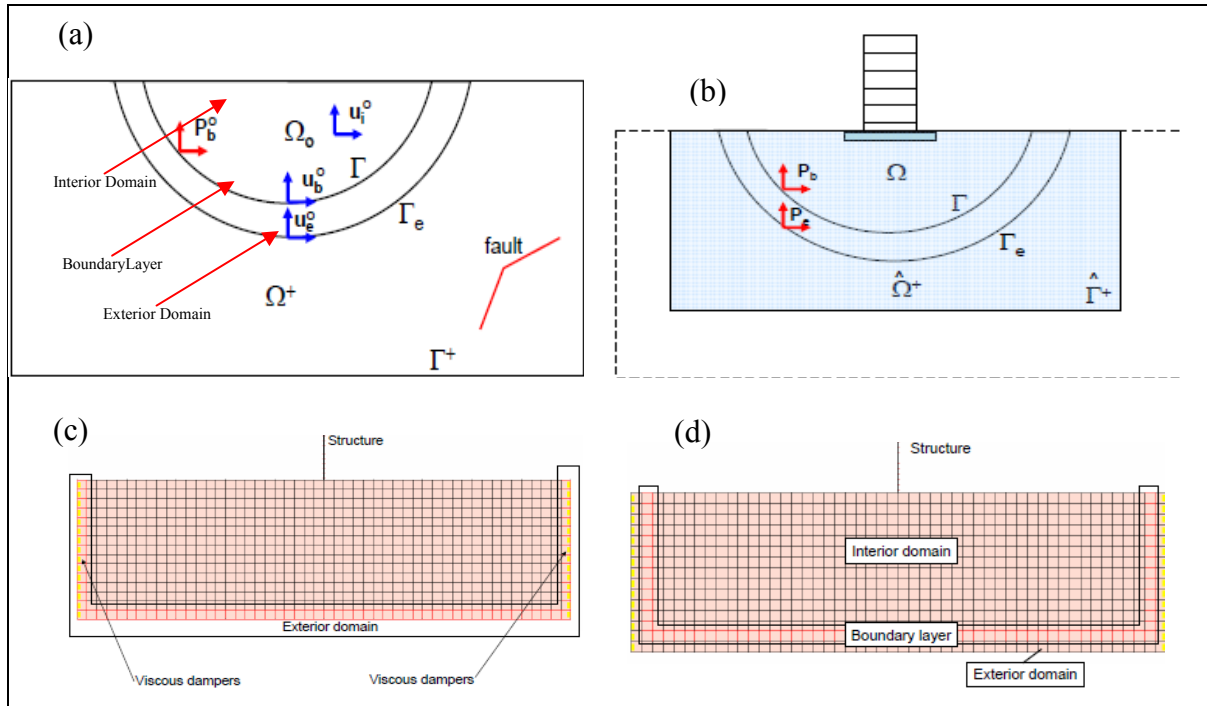 (a)
P_b^o
u_i^o
Ω_o
Γ
u_b^o
Γ_e
u_e^o
Interior Domain
BoundaryLayer
Exterior Domain
fault
Ω⁺
Γ⁺
(b)
P_b
Ω
Γ
P_e
Γ_e
Ω̂⁺
Γ̂⁺
(c)
Structure
Exterior domain
Viscous dampers
Viscous dampers
(d)
Structure
Interior domain
Boundary layer
Exterior domain